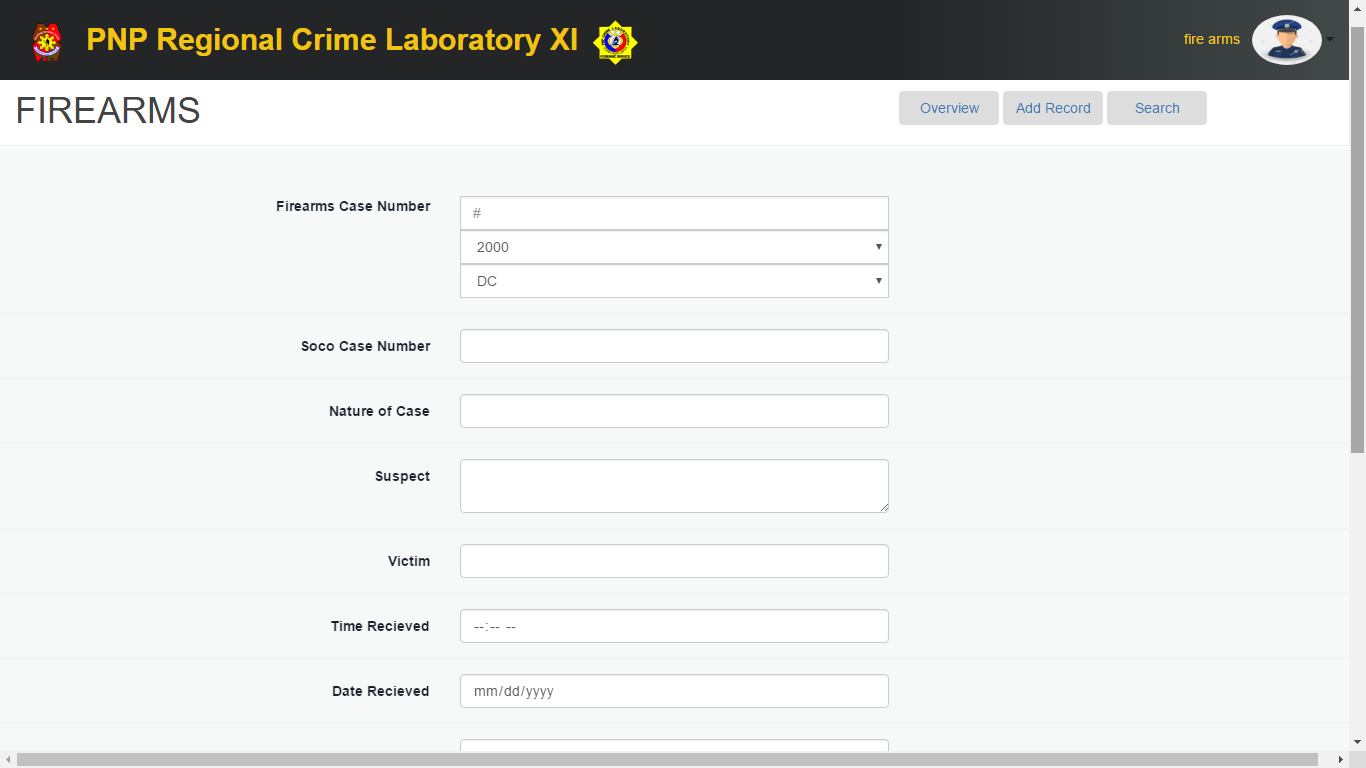 PNP Regional Crime Laboratory XI
fire arms
FIREARMS
Overview
Add Record
Search
Firearms Case Number
#
2000
DC
Soco Case Number
Nature of Case
Suspect
Victim
Time Recieved
--:-- --
Date Recieved
mm/dd/yyyy